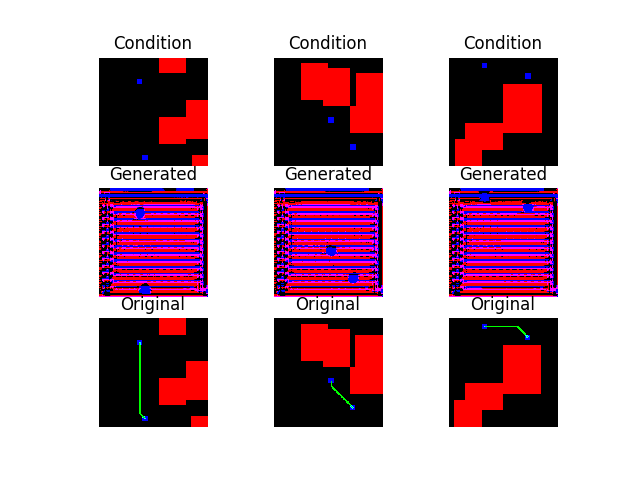 Condition Condition Condition
Generated Generated Generated
Original Original Original